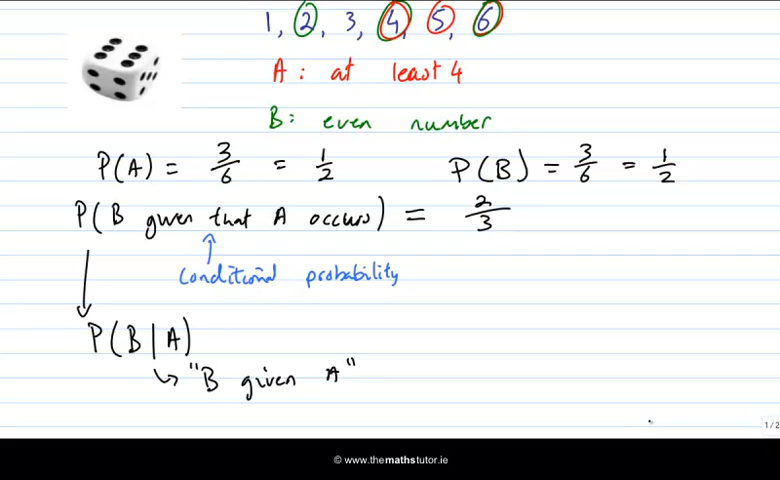 1, 2, 3, 4, 5, 6
A: at least 4
B: even number
P(A) = 3/6 = 1/2 P(B) = 3/6 = 1/2
P(B given that A occurs) = 2/3
conditional probability
P(B|A)
↳ "B given A"
1/2
© www.themathstutor.ie